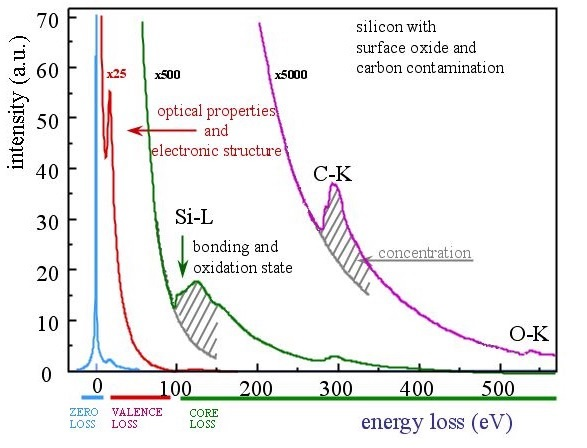 70
60
50
40
30
20
10
0
intensity (a.u.)
x25
x500
x5000
silicon with
surface oxide and
carbon contamination
optical properties
and
electronic structure
C-K
Si-L
bonding and
oxidation state
concentration
O-K
0
100
200
300
400
500
ZERO
LOSS
VALENCE
LOSS
CORE
LOSS
energy loss (eV)